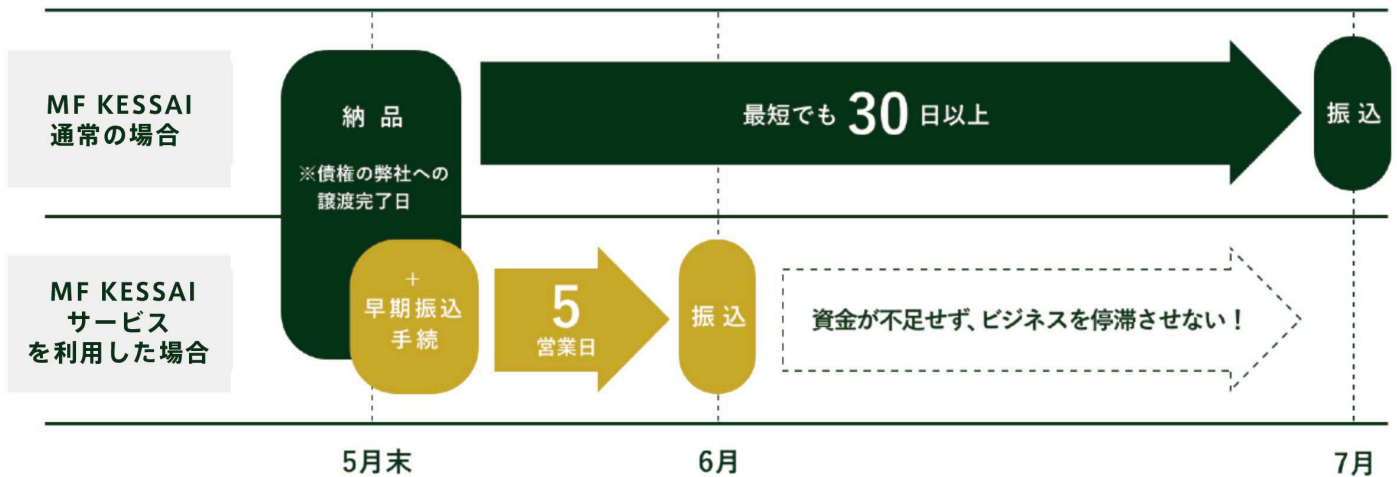 MF KESSAI
通常の場合
納品
※債権の弊社への
譲渡完了日
最短でも 30 日以上
振込
MF KESSAI
サービス
を利用した場合
+
早期振込
手続
5
営業日
振込
資金が不足せず、ビジネスを停滞させない！
5月末
6月
7月